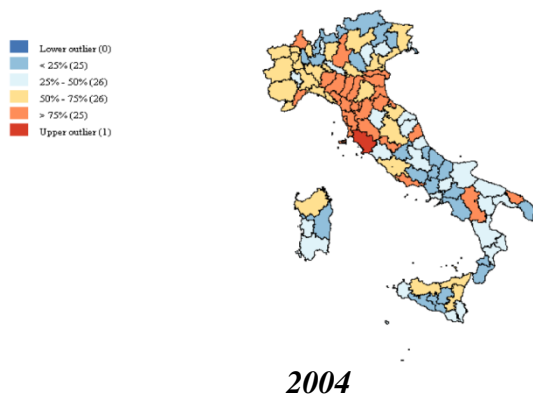 Lower outlier (0)
< 25% (25)
25% - 50% (26)
50% - 75% (26)
> 75% (25)
Upper outlier (1)
2004